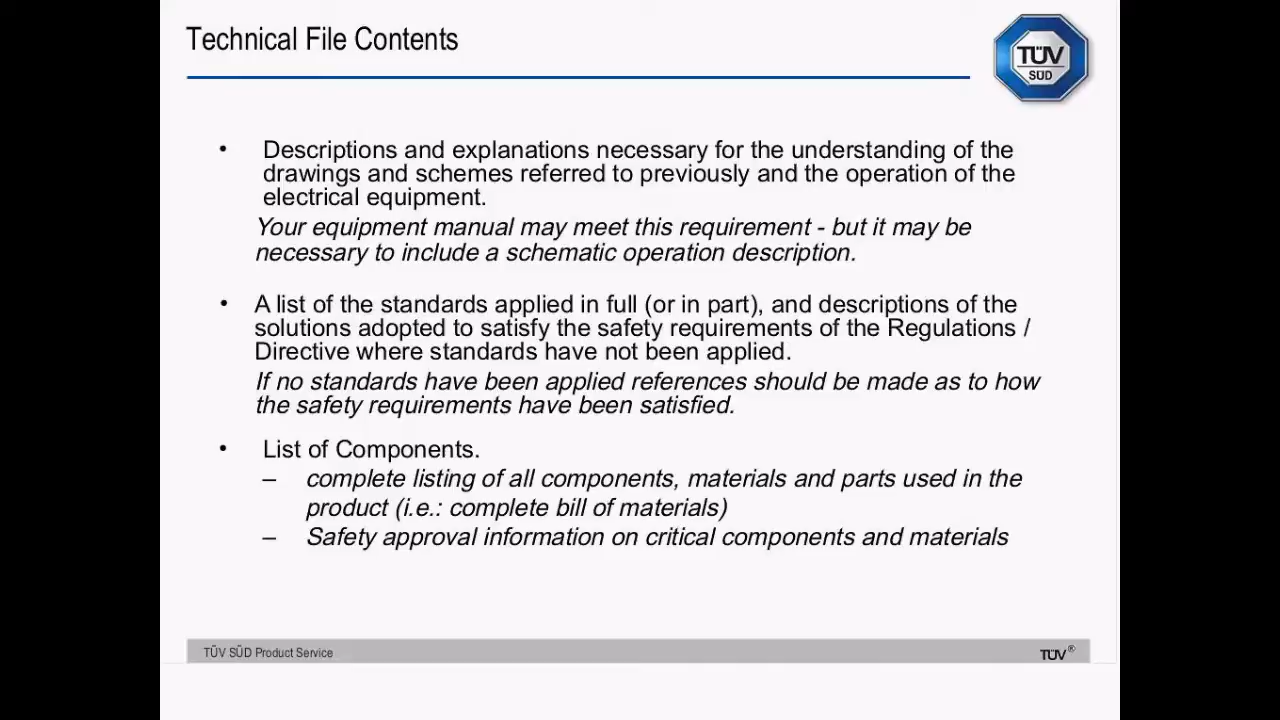 Technical File Contents
TÜV
SÜD
• Descriptions and explanations necessary for the understanding of the
drawings and schemes referred to previously and the operation of the
electrical equipment.
Your equipment manual may meet this requirement - but it may be
necessary to include a schematic operation description.
• A list of the standards applied in full (or in part), and descriptions of the
solutions adopted to satisfy the safety requirements of the Regulations /
Directive where standards have not been applied.
If no standards have been applied references should be made as to how
the safety requirements have been satisfied.
• List of Components.
– complete listing of all components, materials and parts used in the
product (i.e.: complete bill of materials)
– Safety approval information on critical components and materials
TÜV SÜD Product Service
TÜV®